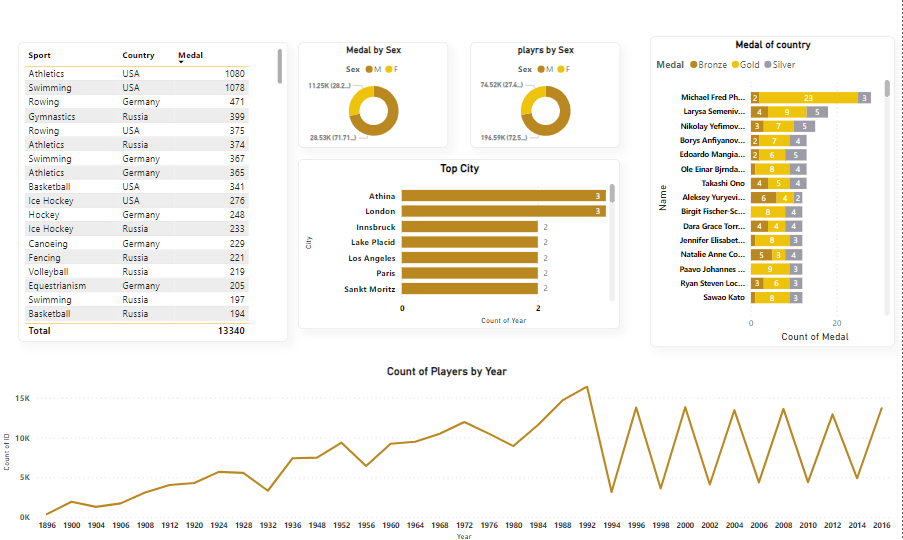 Sport Country Medal
Athletics USA 1080
Swimming USA 1078
Rowing Germany 471
Gymnastics Russia 399
Rowing USA 375
Athletics Russia 374
Swimming Germany 367
Athletics Germany 365
Basketball USA 341
Ice Hockey USA 276
Hockey Germany 248
Ice Hockey Russia 233
Canoeing Germany 229
Fencing Russia 221
Volleyball Russia 219
Equestrianism Germany 205
Swimming Russia 197
Basketball Russia 194
Total 13340
Medal by Sex
Sex M F
11.25K (28.2...)
28.53K (71.71...)
playrs by Sex
Sex M F
74.52K (27.4...)
196.59K (72.5...)
Top City
City
Athina 3
London 3
Innsbruck 2
Lake Placid 2
Los Angeles 2
Paris 2
Sankt Moritz 2
0 2
Count of Year
Medal of country
Medal Bronze Gold Silver
Name
Michael Fred Ph... 2 23 3
Larysa Semeniv... 4 9 5
Nikolay Yefimov... 3 7 5
Borys Anfiyanov... 2 7 4
Edoardo Mangia... 2 6 5
Ole Einar Bjrnda... 8 4
Takashi Ono 4 5 4
Aleksey Yuryevi... 6 4 2
Birgit Fischer-Sc... 8 4
Dara Grace Torr... 4 4 4
Jennifer Elisabet... 8 3
Natalie Anne Co... 5 3 4
Paavo Johannes ... 9 3
Ryan Steven Loc... 3 6 3
Sawao Kato 8 3
0 20
Count of Medal
Count of Players by Year
Count of ID
15K
10K
5K
0K
1896 1900 1904 1906 1908 1912 1920 1924 1928 1932 1936 1948 1952 1956 1960 1964 1968 1972 1976 1980 1984 1988 1992 1994 1996 1998 2000 2002 2004 2006 2008 2010 2012 2014 2016
Year